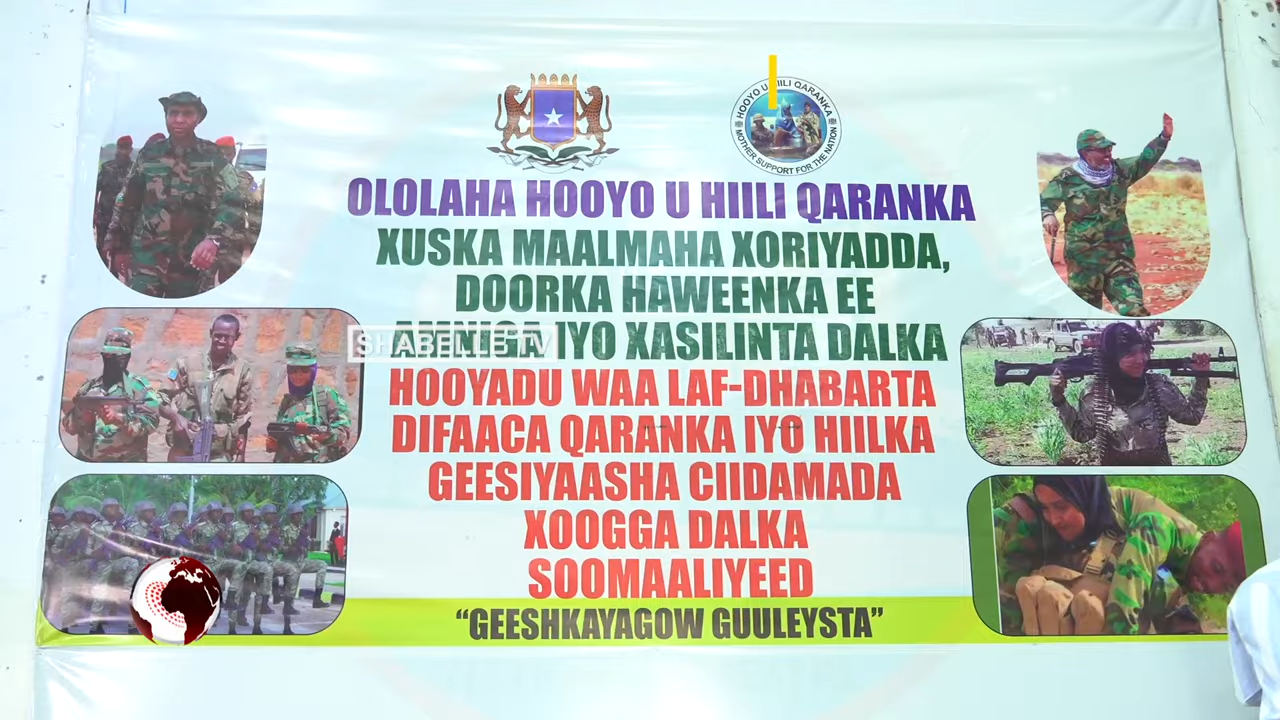 HOOYO U HIILI QARANKA
MOTHER SUPPORT FOR THE NATION
OLOLAHA HOOYO U HIILI QARANKA
XUSKA MAALMAHA XORIYADDA,
DOORKA HAWEENKA EE
AMNIGA IYO XASILINTA DALKA
SHABELLE TV
HOOYADU WAA LAF-DHABARTA
DIFAACA QARANKA IYO HIILKA
GEESIYAASHA CIIDAMADA
XOOGGA DALKA
SOOMAALIYEED
"GEESHKAYAGOW GUULEYSTA"